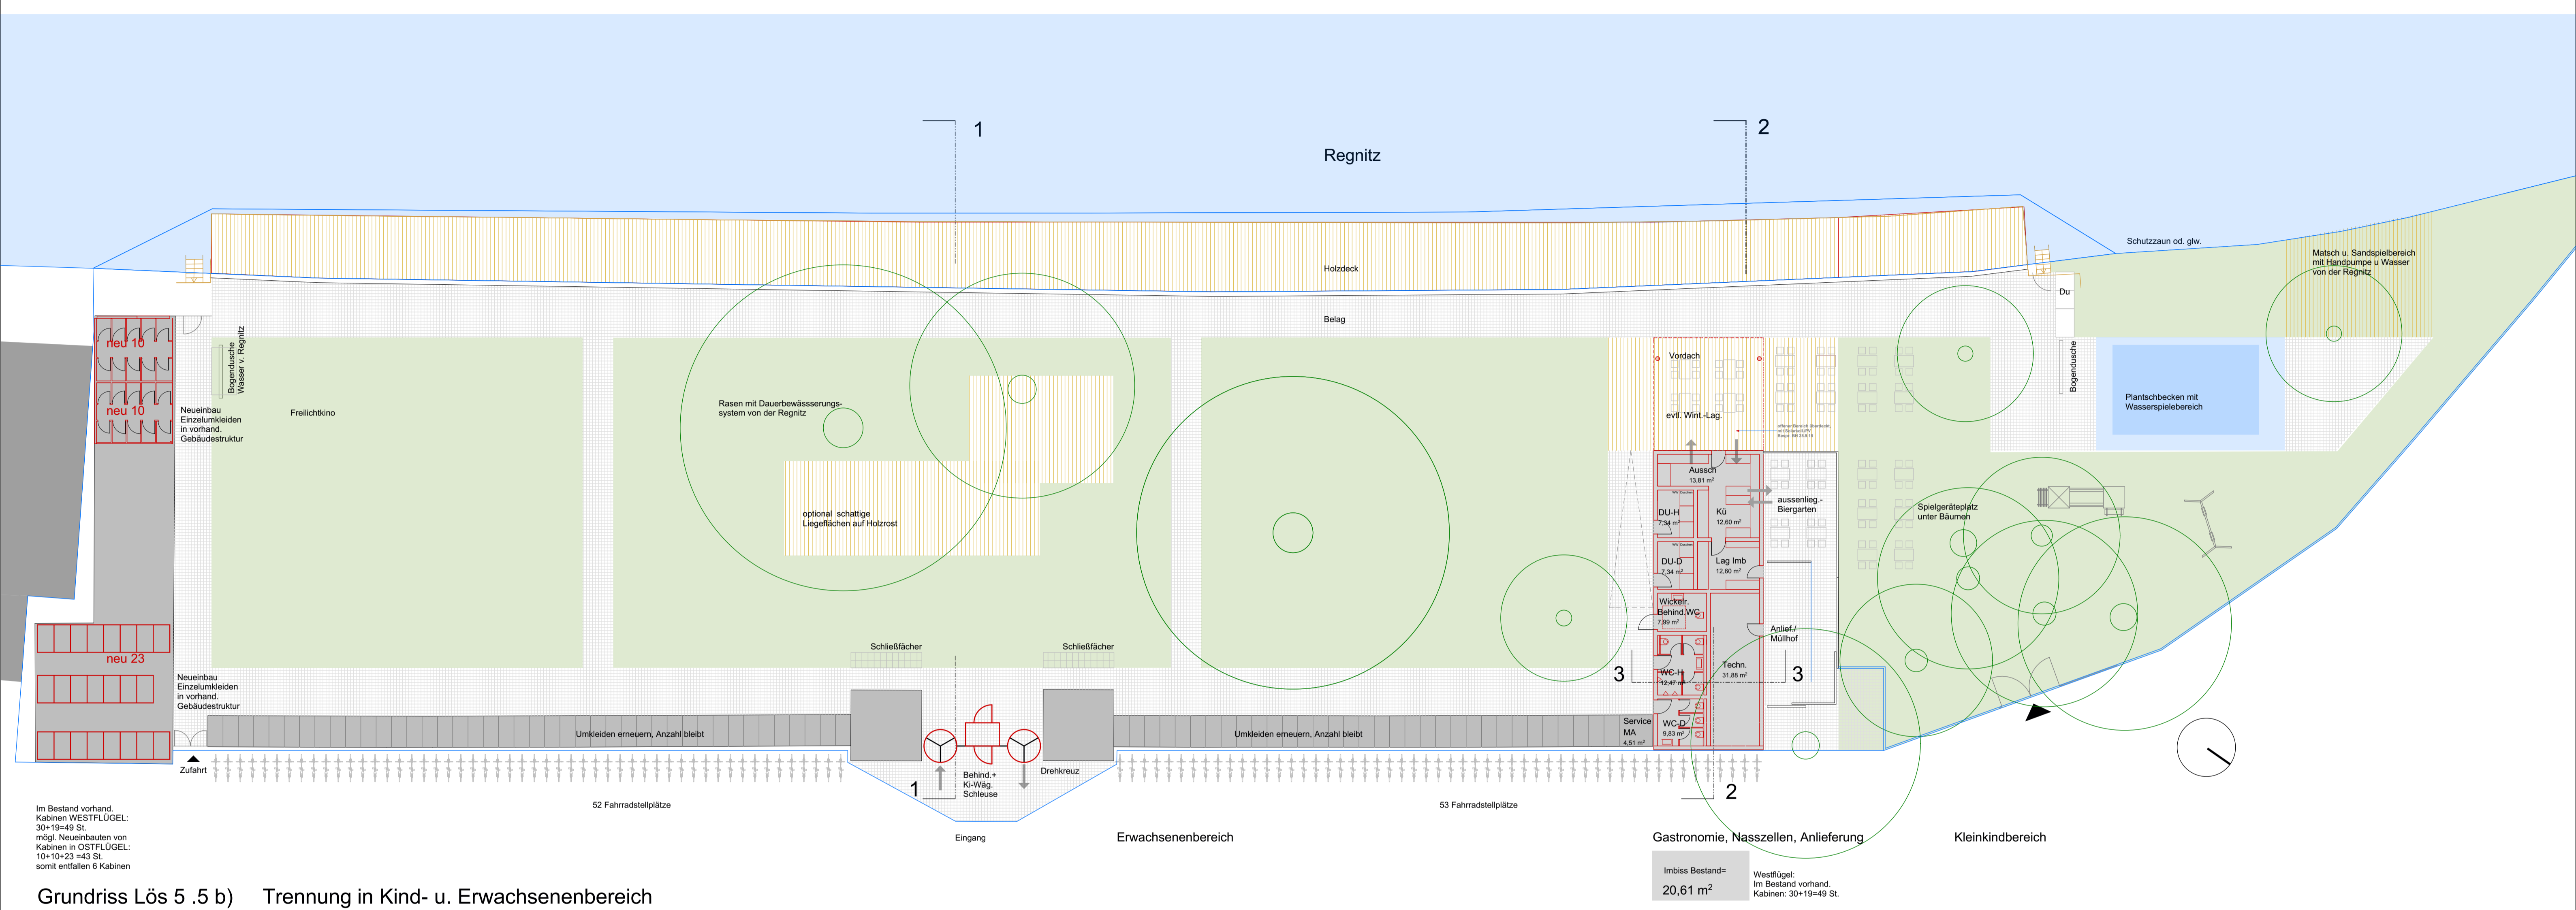 1
2
Regnitz
Schutzzaun od. glw.
Matsch u. Sandspielbereich
mit Handpumpe u Wasser
von der Regnitz
Holzdeck
Du
Belag
neu 10
neu 10
Bogendusche
Wasser v. Regnitz
Neueinbau
Einzelumkleiden
in vorhand.
Gebäudestruktur
Freilichtkino
Rasen mit Dauerbewässserungs-
system von der Regnitz
optional schattige
Liegeflächen auf Holzrost
Vordach
evtl. Wint.-Lag.
Bogendusche
Plantschbecken mit
Wasserspielebereich
Aussch
13,81 m²
DU-H
7,34 m²
Kü
12,60 m²
aussenlieg.-
Biergarten
Spielgeräteplatz
unter Bäumen
DU-D
7,34 m²
Lag Imb
12,60 m²
Wickelr.
Behind.WC
7,99 m²
Anlief./
Müllhof
Schließfächer
Schließfächer
neu 23
Neueinbau
Einzelumkleiden
in vorhand.
Gebäudestruktur
3
WC-H
12,47 m²
Techn.
31,88 m²
3
Umkleiden erneuern, Anzahl bleibt
Umkleiden erneuern, Anzahl bleibt
Service
MA
4,51 m²
WC-D
9,83 m²
Zufahrt
Behind.+
Ki-Wäg.
Schleuse
Drehkreuz
1
2
52 Fahrradstellplätze
53 Fahrradstellplätze
Eingang
Erwachsenenbereich
Gastronomie, Nasszellen, Anlieferung
Kleinkindbereich
Im Bestand vorhand.
Kabinen WESTFLÜGEL:
30+19=49 St.
mögl. Neueinbauten von
Kabinen in OSTFLÜGEL:
10+10+23 =43 St.
somit entfallen 6 Kabinen
Imbiss Bestand=
20,61 m²
Westflügel:
Im Bestand vorhand.
Kabinen: 30+19=49 St.
Grundriss Lös 5 .5 b) Trennung in Kind- u. Erwachsenenbereich